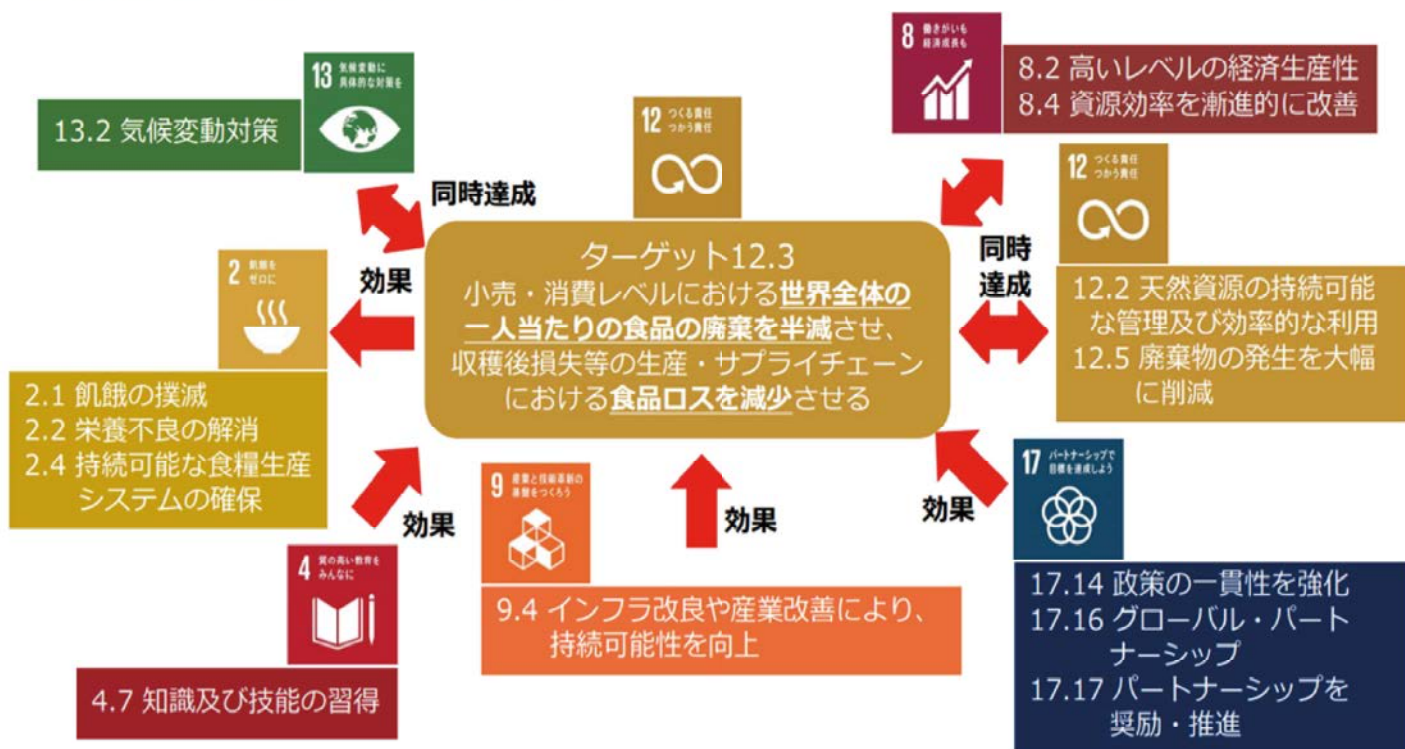 13 気候変動に
具体的な対策を
13.2 気候変動対策
12 つくる責任
つかう責任
8 働きがいも
経済成長も
8.2 高いレベルの経済生産性
8.4 資源効率を漸進的に改善
同時達成
12 つくる責任
つかう責任
同時
達成
12.2 天然資源の持続可能
な管理及び効率的な利用
12.5 廃棄物の発生を大幅
に削減
ターゲット12.3
小売・消費レベルにおける世界全体の
一人当たりの食品の廃棄を半減させ、
収穫後損失等の生産・サプライチェーン
における食品ロスを減少させる
効果
2 飢餓を
ゼロに
2.1 飢餓の撲滅
2.2 栄養不良の解消
2.4 持続可能な食糧生産
システムの確保
効果
4 質の高い教育を
みんなに
4.7 知識及び技能の習得
9 産業と技術革新の
基盤をつくろう
効果
9.4 インフラ改良や産業改善により、
持続可能性を向上
効果
17 パートナーシップで
目標を達成しよう
17.14 政策の一貫性を強化
17.16 グローバル・パート
ナーシップ
17.17 パートナーシップを
奨励・推進